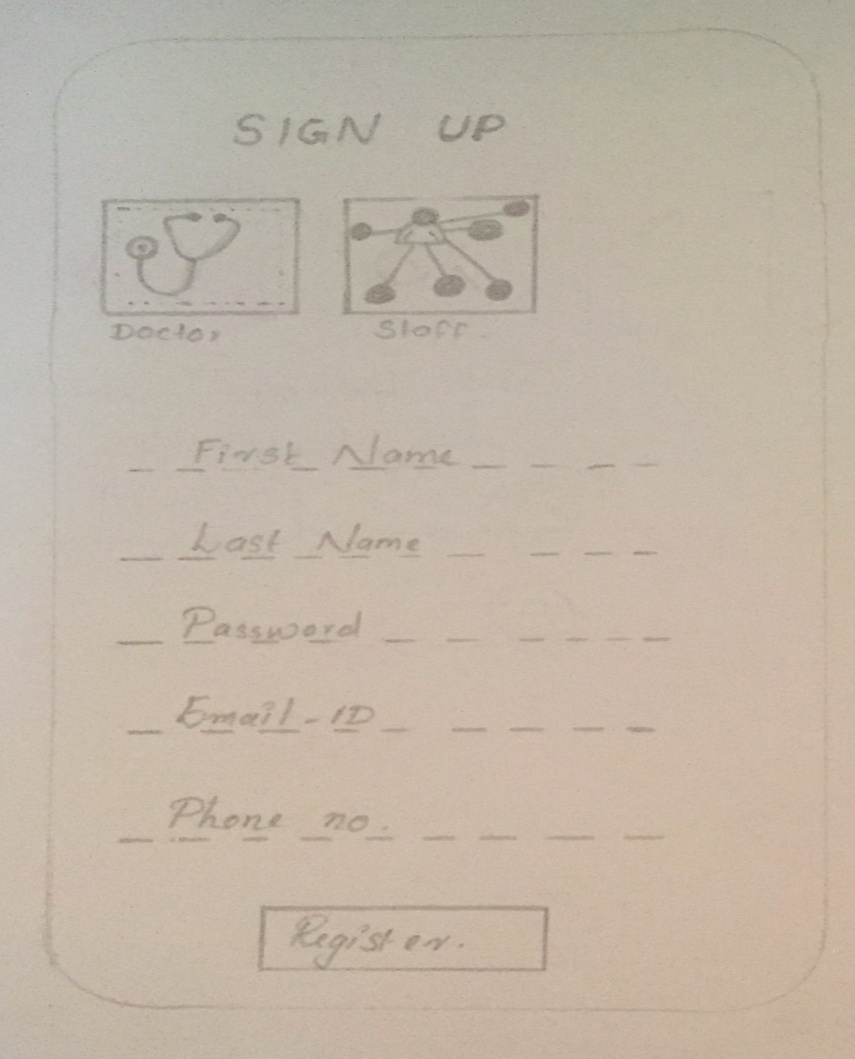 SIGN UP
Doctor Staff.
First Name
Last Name
Password
Email-ID
Phone no.
Register.